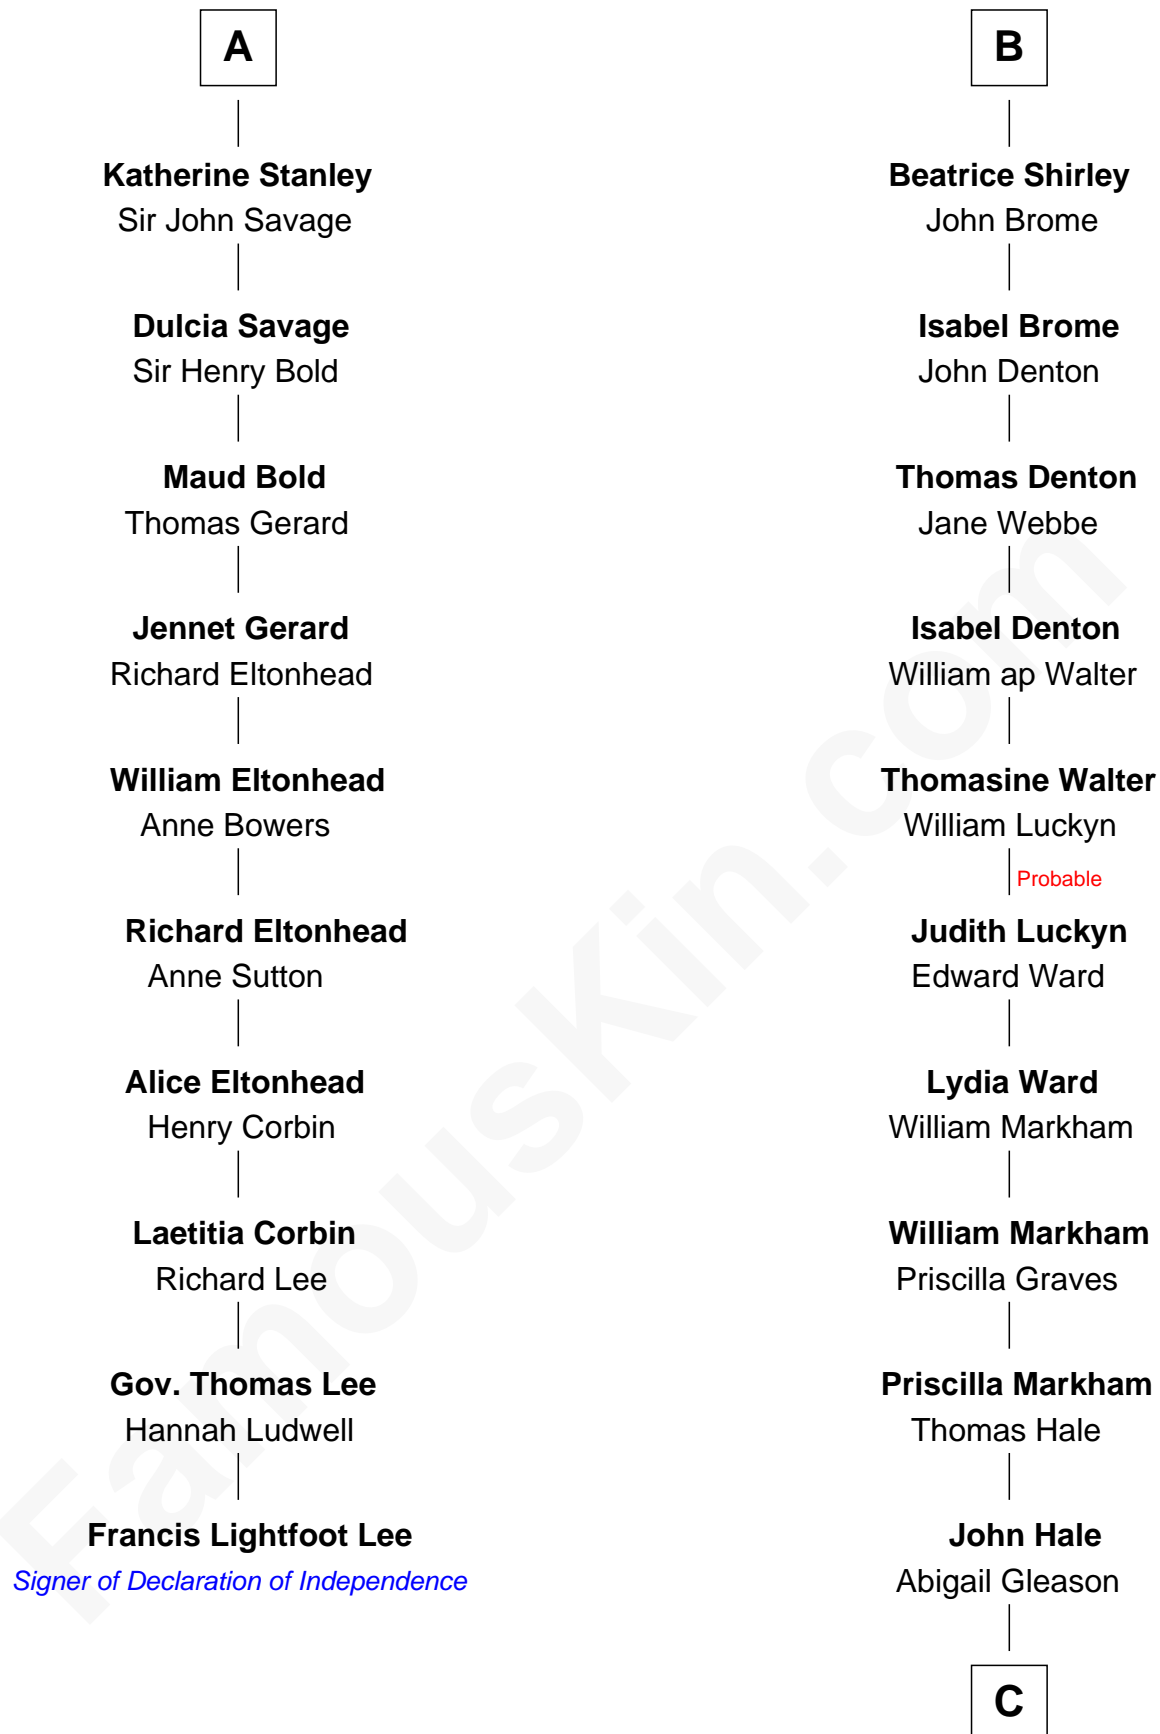 A
Katherine Stanley
Sir John Savage
Dulcia Savage
Sir Henry Bold
Maud Bold
Thomas Gerard
Jennet Gerard
Richard Eltonhead
William Eltonhead
Anne Bowers
Richard Eltonhead
Anne Sutton
Alice Eltonhead
Henry Corbin
Laetitia Corbin
Richard Lee
Gov. Thomas Lee
Hannah Ludwell
Francis Lightfoot Lee
Signer of Declaration of Independence
B
Beatrice Shirley
John Brome
Isabel Brome
John Denton
Thomas Denton
Jane Webbe
Isabel Denton
William ap Walter
Thomasine Walter
William Luckyn
Probable
Judith Luckyn
Edward Ward
Lydia Ward
William Markham
William Markham
Priscilla Graves
Priscilla Markham
Thomas Hale
John Hale
Abigail Gleason
C
FamousKin.com